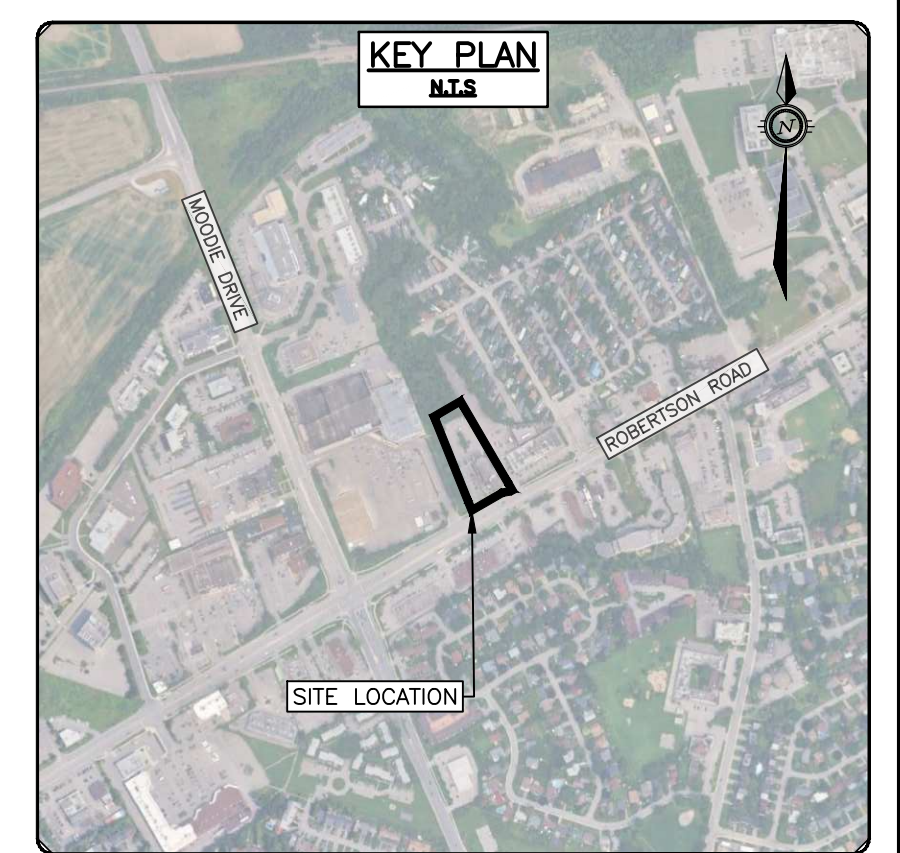 KEY PLAN
N.T.S
N
MOODIE DRIVE
ROBERTSON ROAD
SITE LOCATION